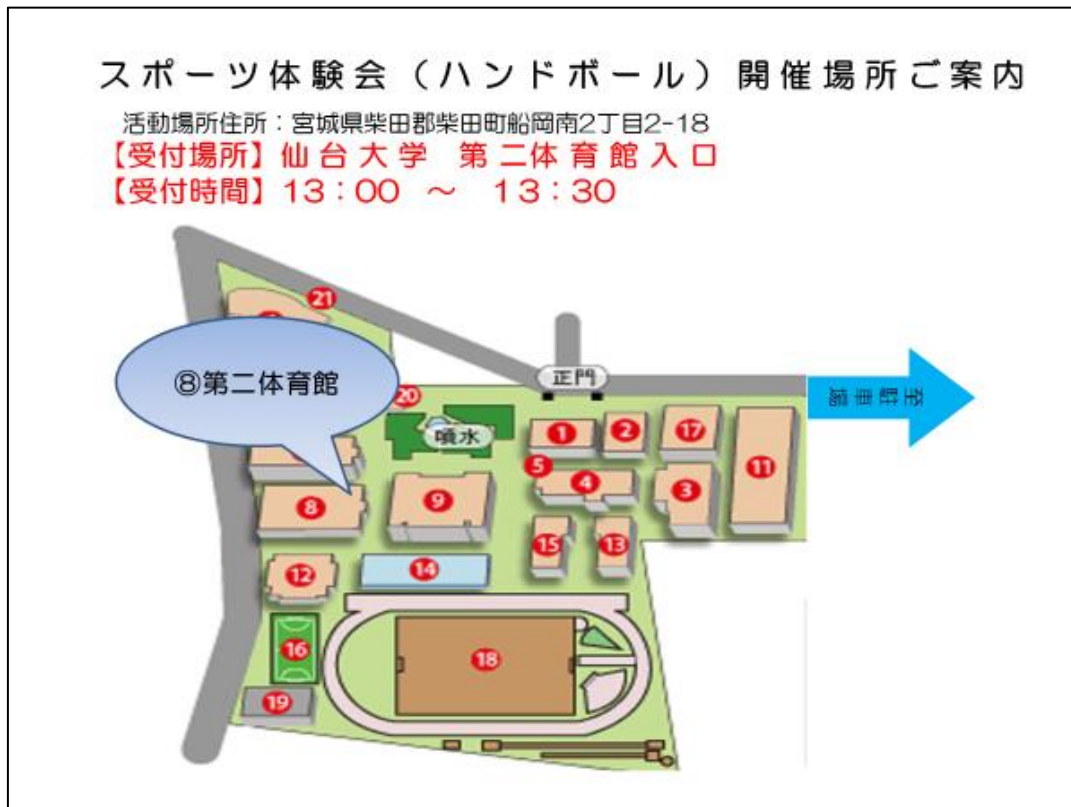 スポーツ体験会（ハンドボール）開催場所ご案内
活動場所住所：宮城県柴田郡柴田町船岡南2丁目2-18
【受付場所】仙台大学　第二体育館入口
【受付時間】13：00　～　13：30
21
⑧第二体育館
正門
至駐車場
20
噴水
1
2
17
11
5
4
3
8
9
15
13
12
14
16
18
19